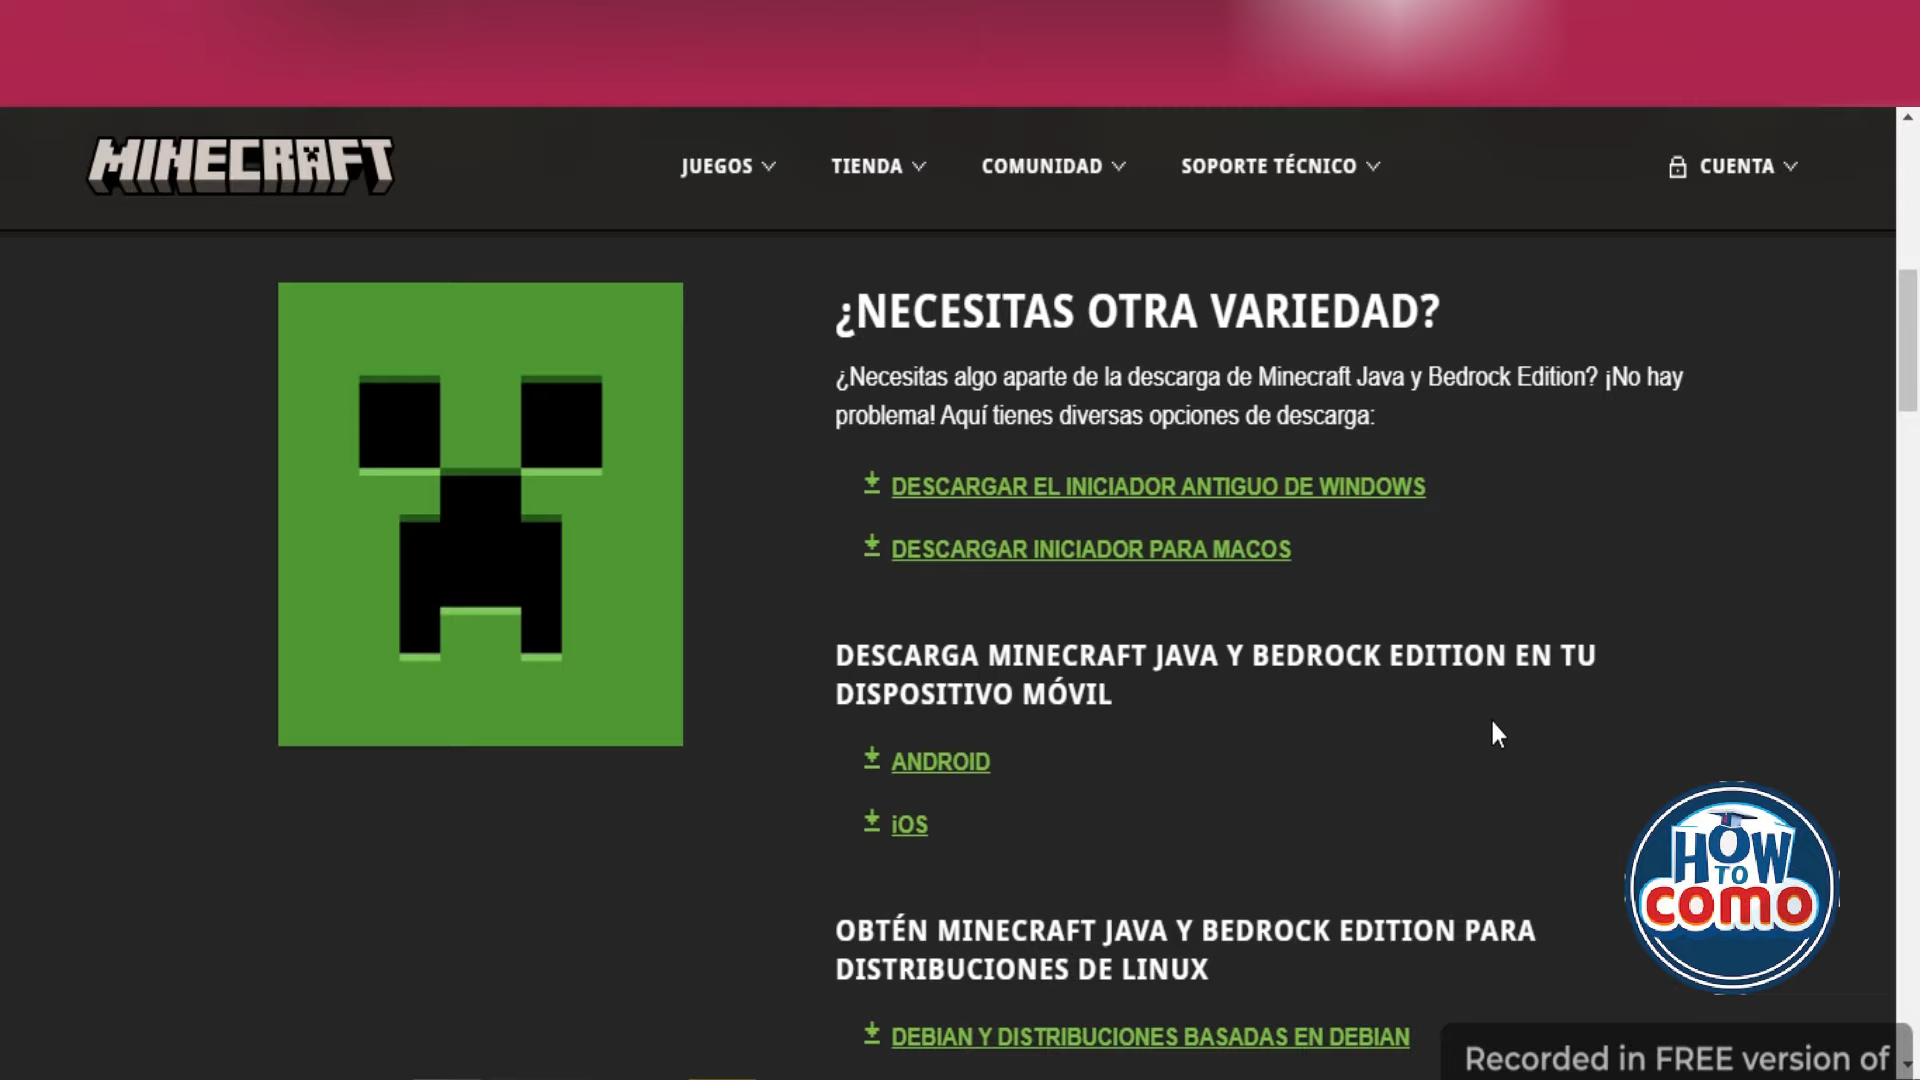 MINECRAFT
JUEGOS
TIENDA
COMUNIDAD
SOPORTE TÉCNICO
CUENTA
¿NECESITAS OTRA VARIEDAD?
¿Necesitas algo aparte de la descarga de Minecraft Java y Bedrock Edition? ¡No hay
problema! Aquí tienes diversas opciones de descarga:
DESCARGAR EL INICIADOR ANTIGUO DE WINDOWS
DESCARGAR INICIADOR PARA MACOS
DESCARGA MINECRAFT JAVA Y BEDROCK EDITION EN TU
DISPOSITIVO MÓVIL
ANDROID
iOS
HOW
TO
COMO
OBTÉN MINECRAFT JAVA Y BEDROCK EDITION PARA
DISTRIBUCIONES DE LINUX
DEBIAN Y DISTRIBUCIONES BASADAS EN DEBIAN
Recorded in FREE version of